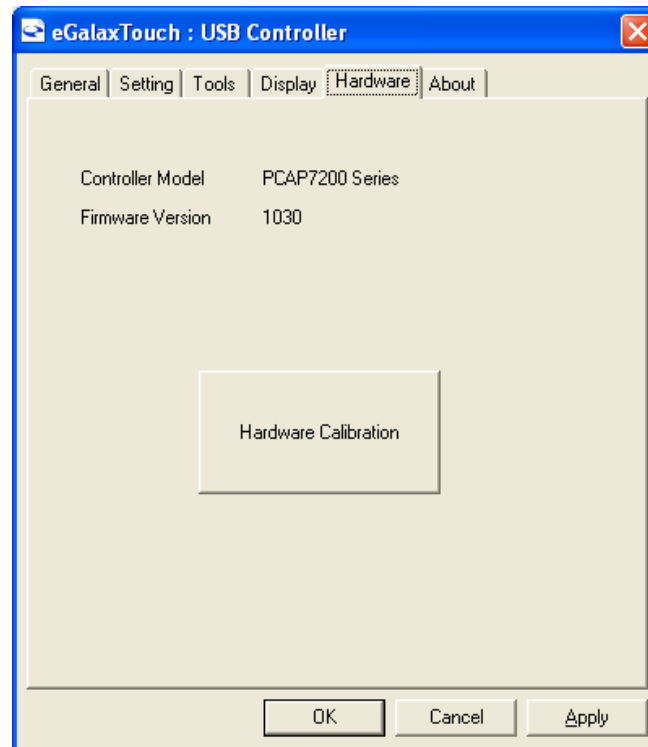 eGalaxTouch : USB Controller
General Setting Tools Display Hardware About
Controller Model PCAP7200 Series
Firmware Version 1030
Hardware Calibration
OK Cancel Apply